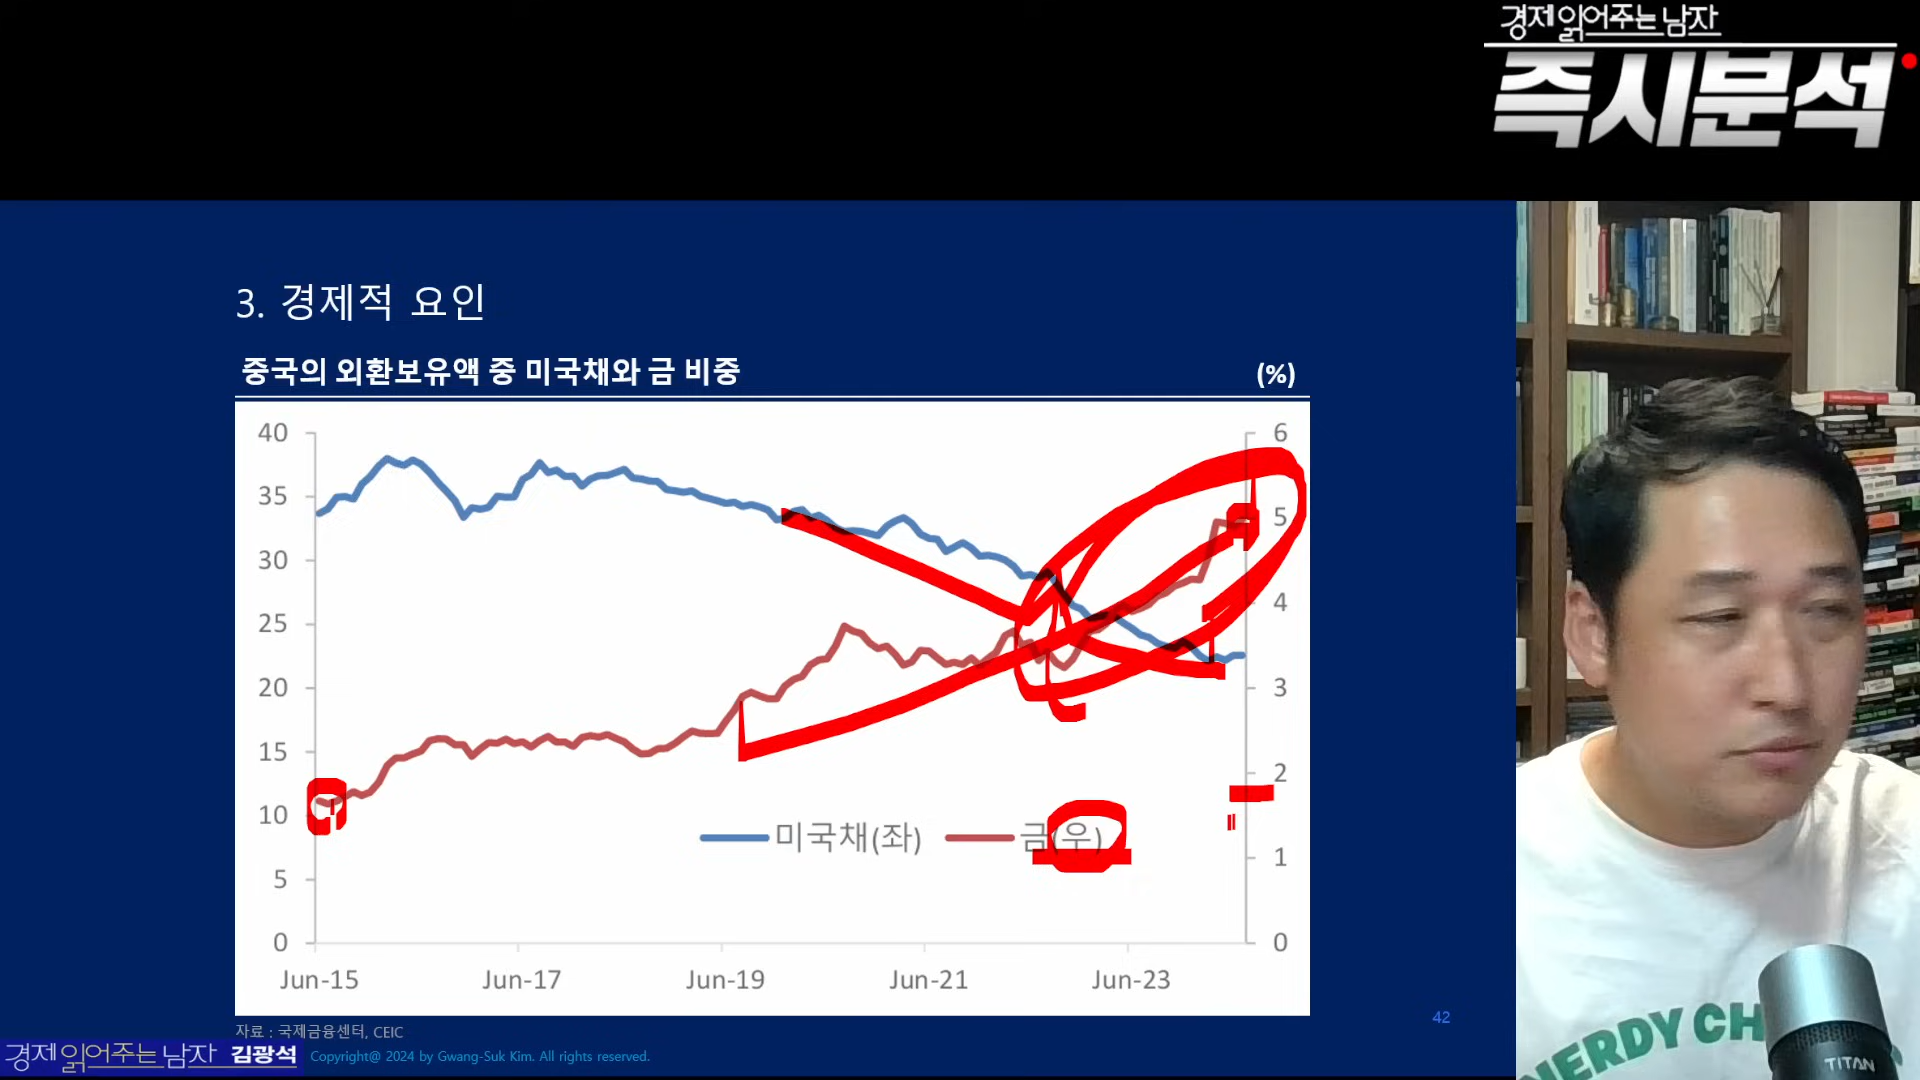 경제 읽어주는 남자
즉시분석
3. 경제적 요인
중국의 외환보유액 중 미국채와 금 비중
(%)
40
35
30
25
20
15
10
5
0
6
5
4
3
2
1
0
미국채(좌)
금(우)
Jun-15
Jun-17
Jun-19
Jun-21
Jun-23
자료 : 국제금융센터, CEIC
42
경제 읽어주는 남자 김광석
Copyright@ 2024 by Gwang-Suk Kim. All rights reserved.
NERDY CH
TITAN